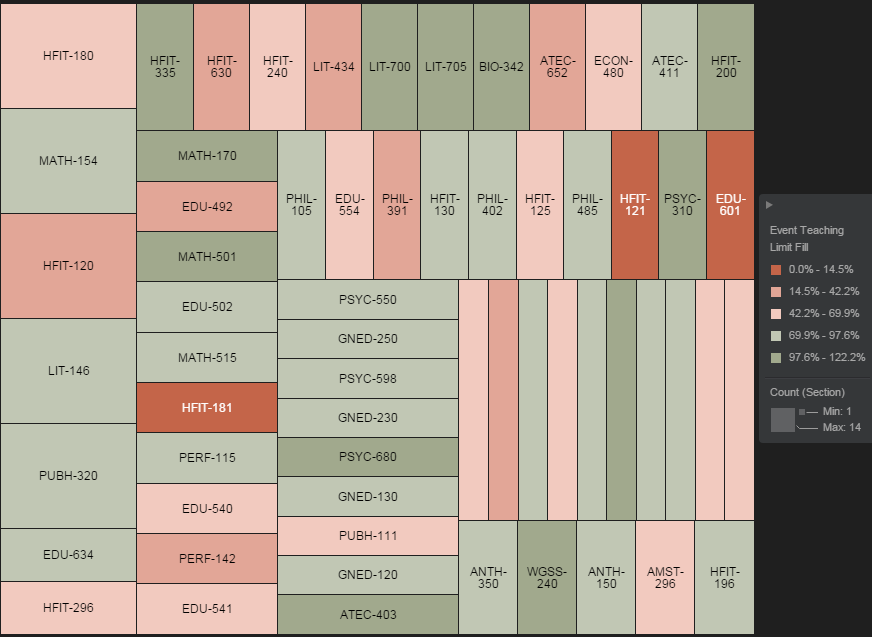 HFIT-180
MATH-154
HFIT-120
LIT-146
PUBH-320
EDU-634
HFIT-296
HFIT-
335
HFIT-
630
HFIT-
240
LIT-434
LIT-700
LIT-705
BIO-342
ATEC-
652
ECON-
480
ATEC-
411
HFIT-
200
MATH-170
EDU-492
MATH-501
EDU-502
MATH-515
HFIT-181
PERF-115
EDU-540
PERF-142
EDU-541
PHIL-
105
EDU-
554
PHIL-
391
HFIT-
130
PHIL-
402
HFIT-
125
PHIL-
485
HFIT-
121
PSYC-
310
EDU-
601
PSYC-550
GNED-250
PSYC-598
GNED-230
PSYC-680
GNED-130
PUBH-111
GNED-120
ATEC-403
ANTH-
350
WGSS-
240
ANTH-
150
AMST-
296
HFIT-
196
Event Teaching
Limit Fill
0.0% - 14.5%
14.5% - 42.2%
42.2% - 69.9%
69.9% - 97.6%
97.6% - 122.2%
Count (Section)
Min: 1
Max: 14